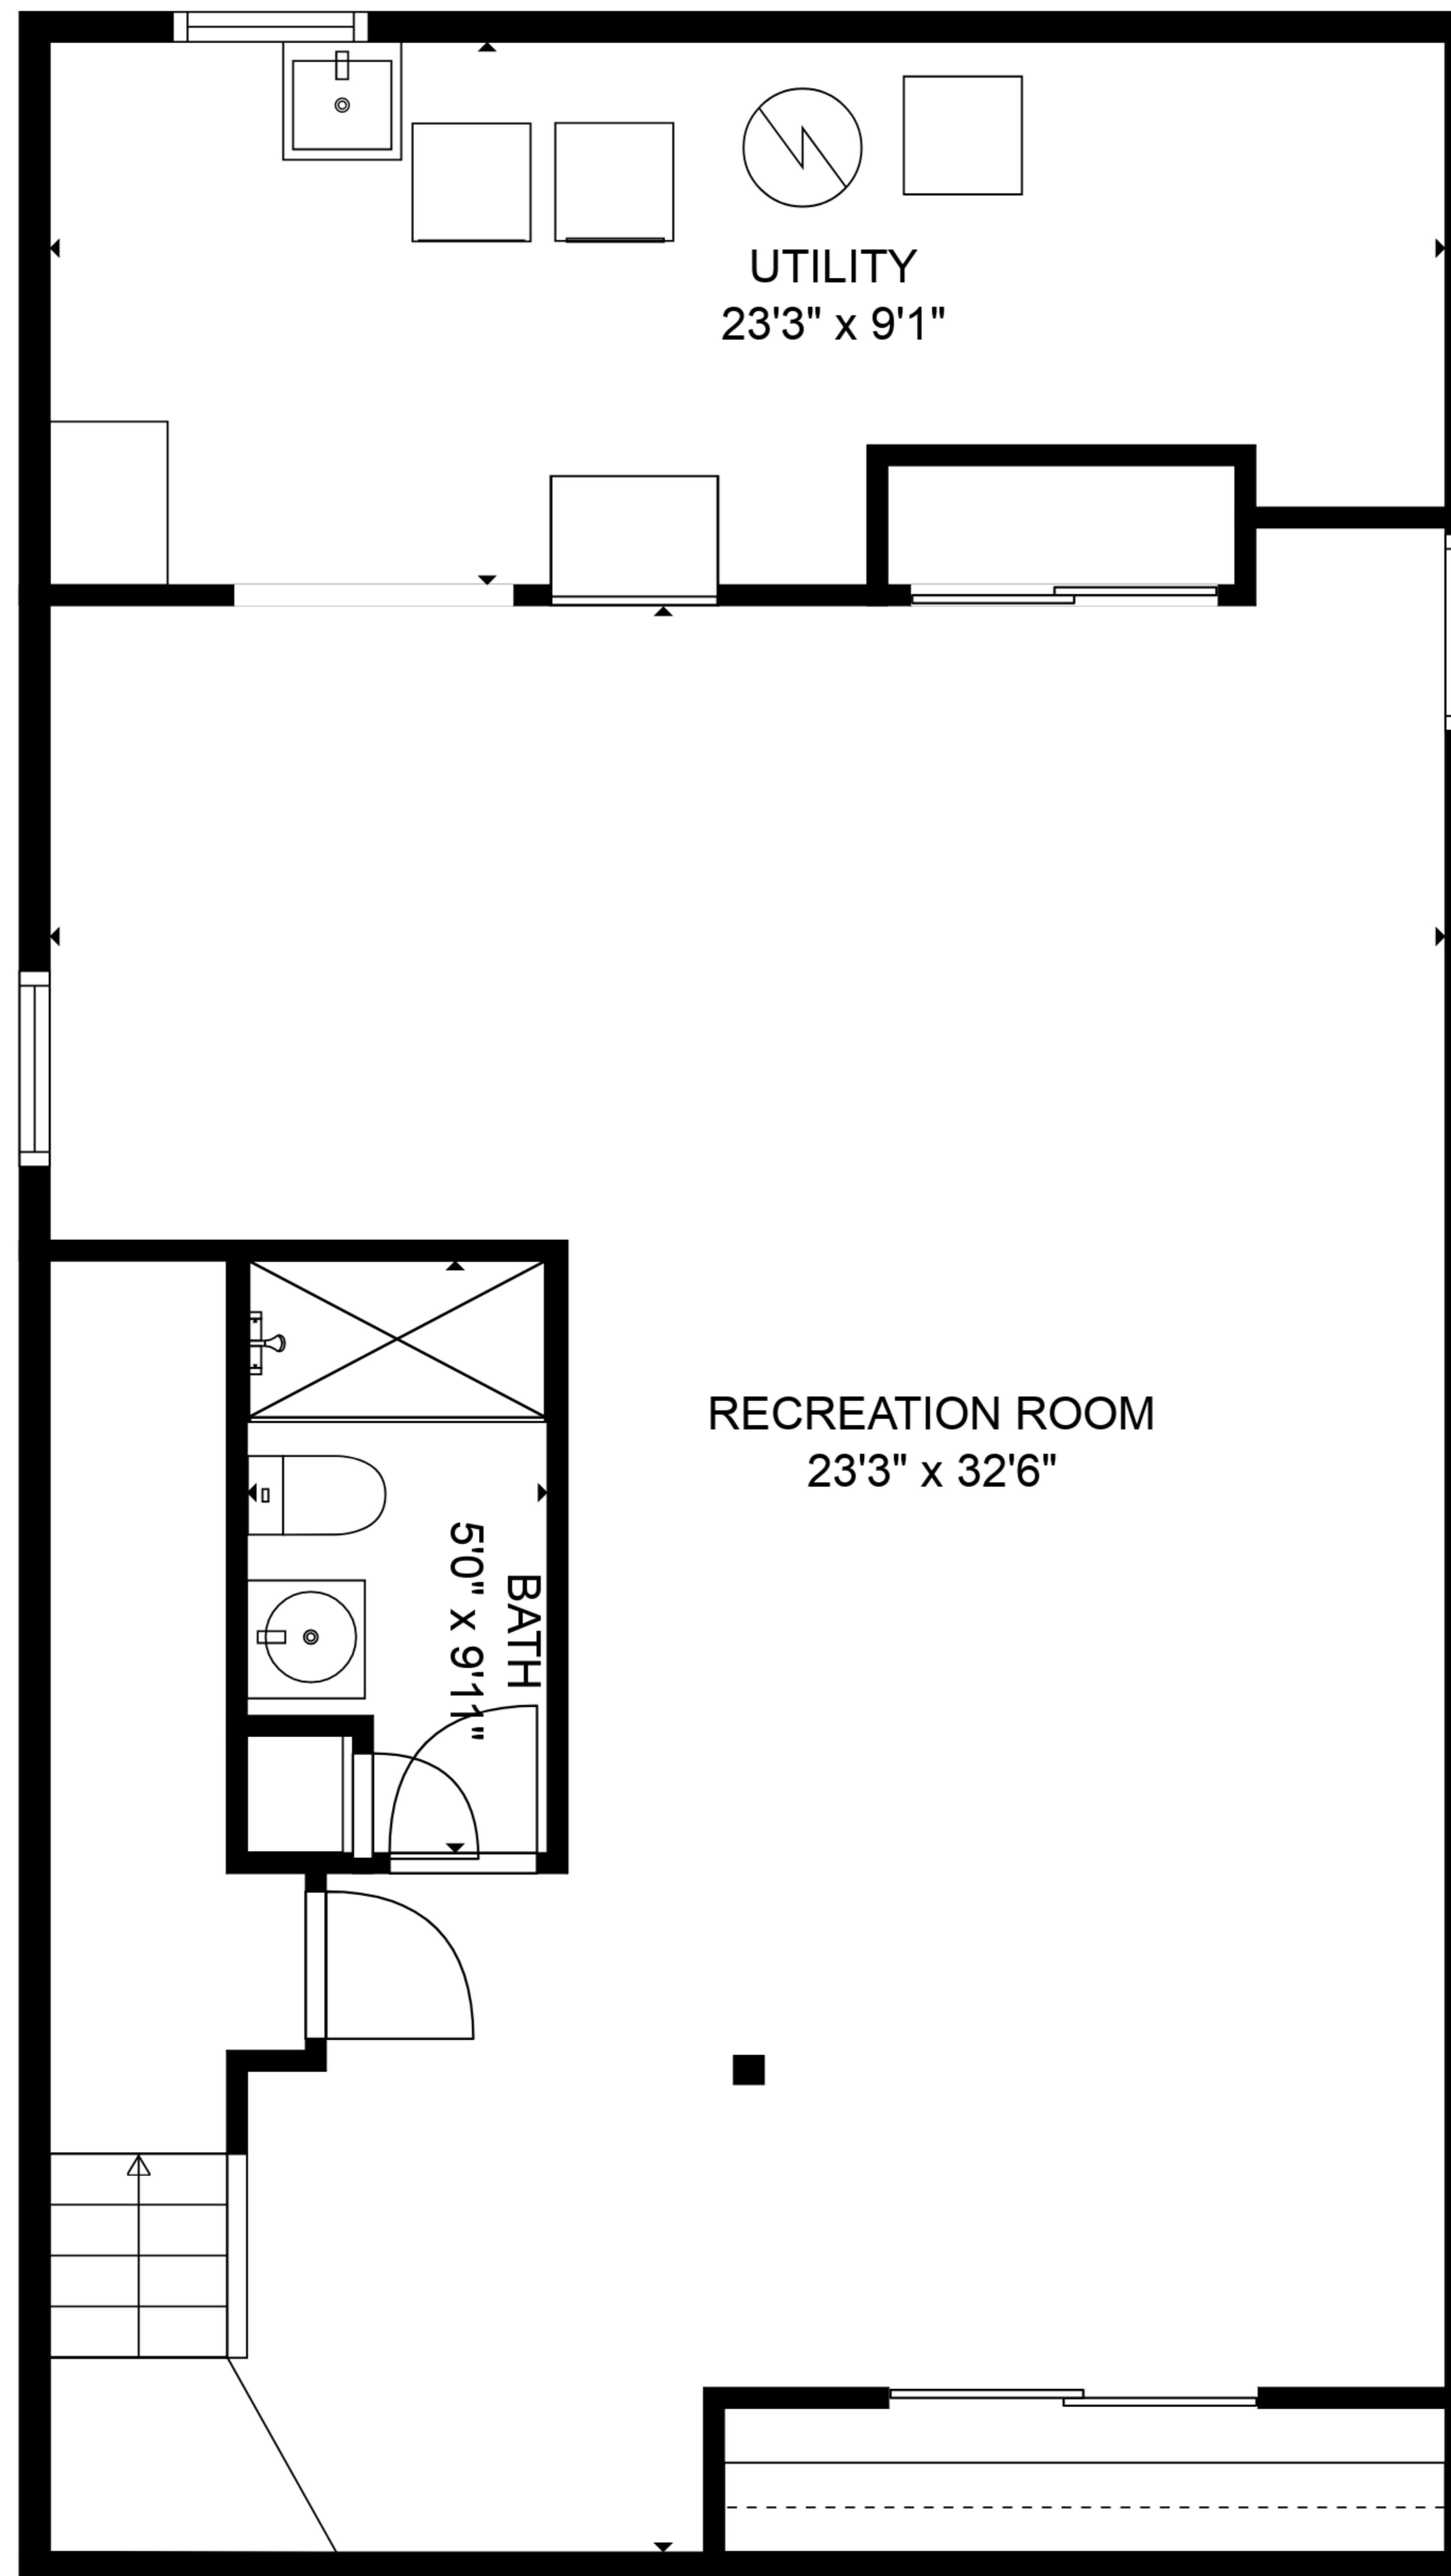 UTILITY
23'3" x 9'1"
RECREATION ROOM
23'3" x 32'6"
BATH
5'0" x 9'11"